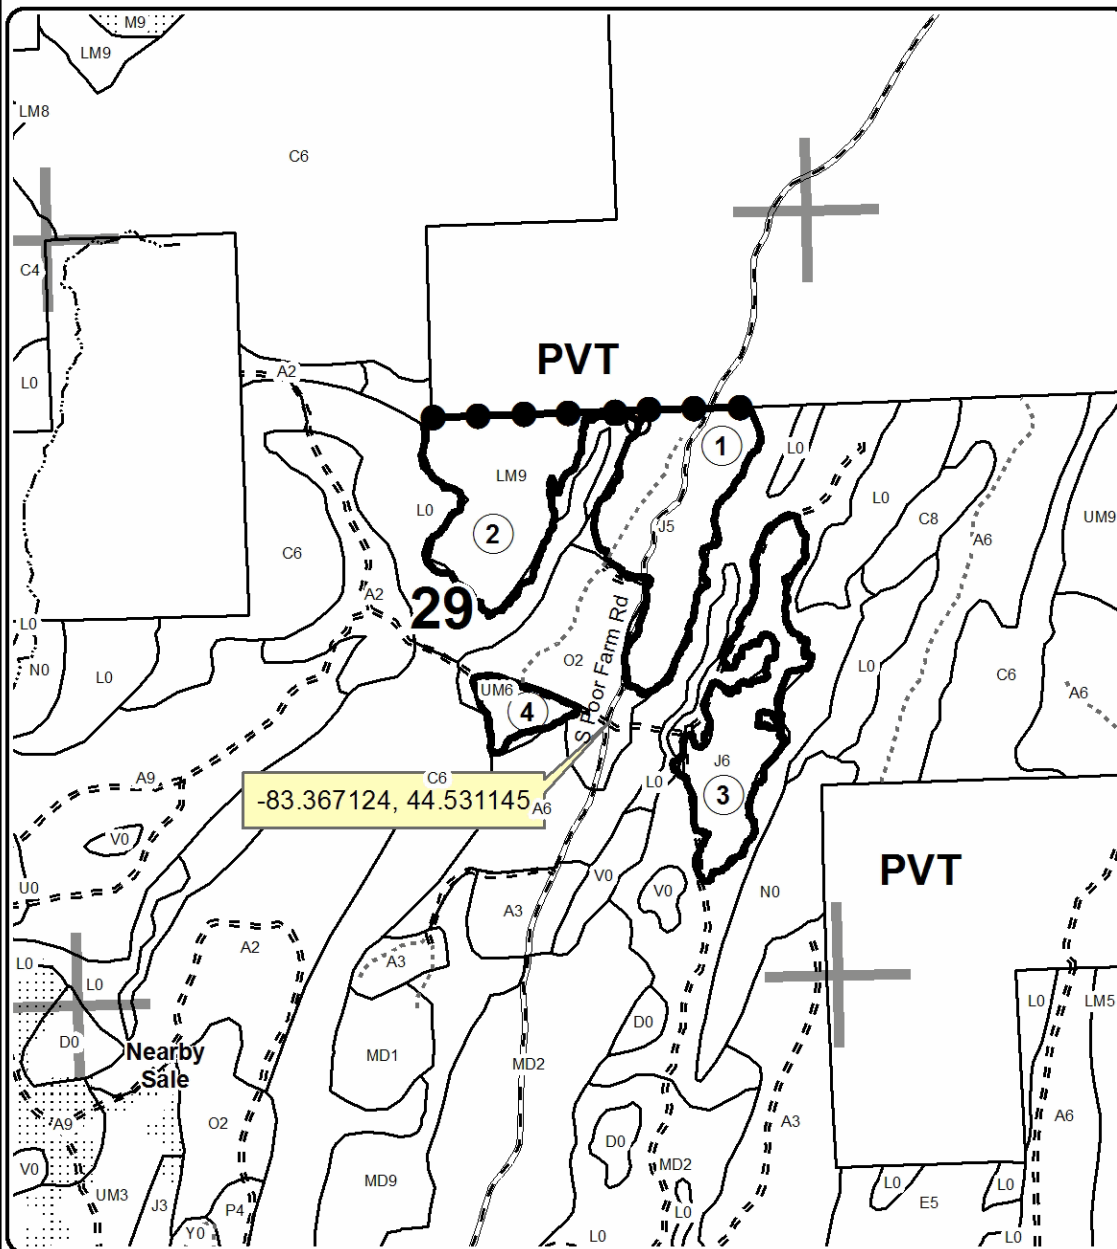 M9
LM9
LM8
C6
C4
PVT
L0
A2
1
L0
LM9
L0
C8
UM9
L0
2
J5
A6
C6
A2
29
S Poor Farm Rd
L0
N0
L0
O2
L0
C6
A6
UM6
4
J6
3
A9
C6
-83.367124, 44.531145
A6
L0
V0
U0
V0
V0
N0
PVT
A3
A2
A3
L0
L0
L0
LM5
D0
D0
Nearby
Sale
MD1
MD2
A9
O2
D0
A3
A6
V0
MD2
UM3
J3
P4
MD9
L0
L0
E5
L0
Y0
L0
L0